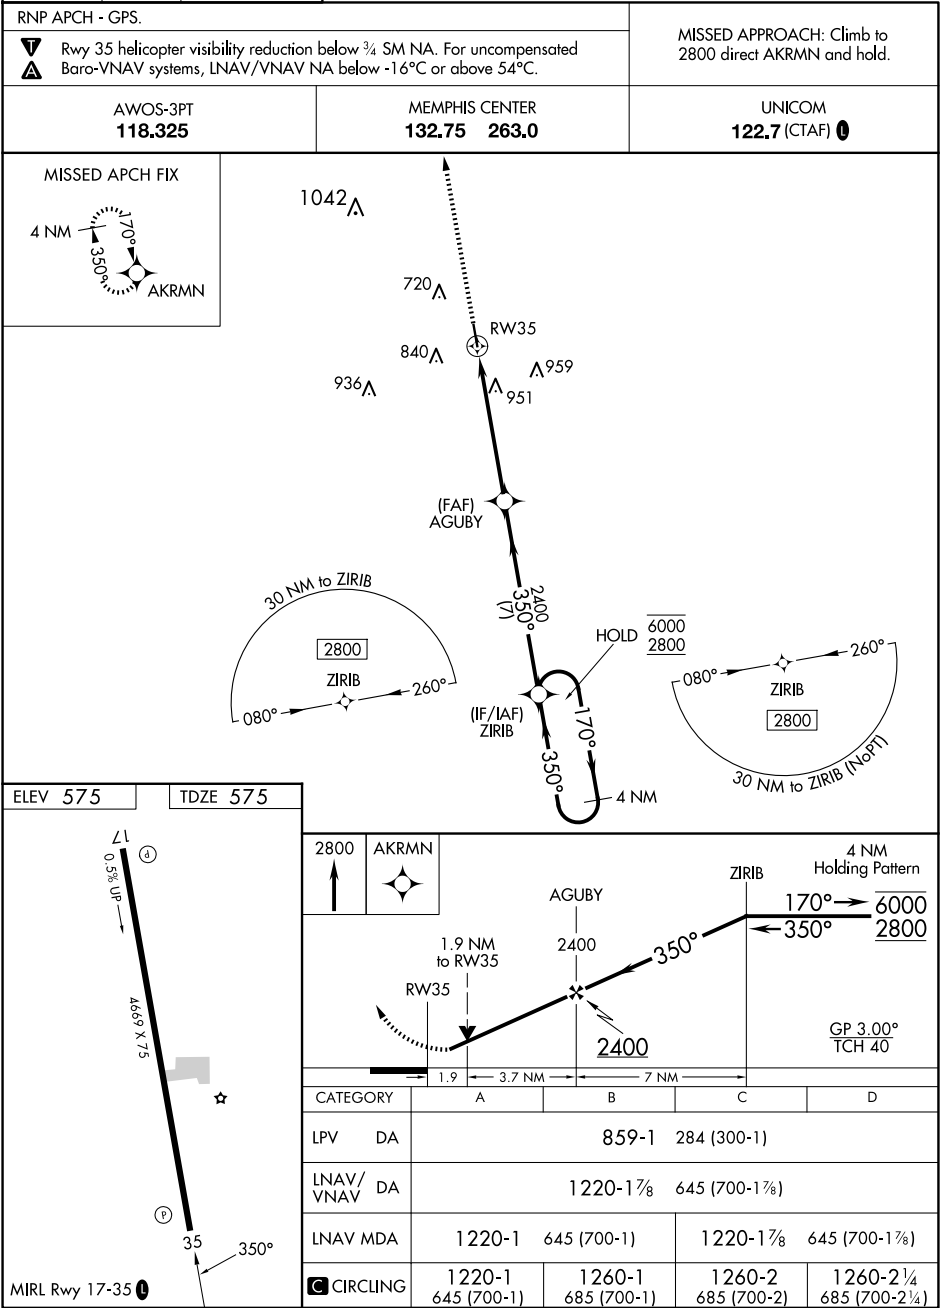 RNP APCH - GPS.
T Rwy 35 helicopter visibility reduction below ¾ SM NA. For uncompensated
A Baro-VNAV systems, LNAV/VNAV NA below -16°C or above 54°C.
MISSED APPROACH: Climb to
2800 direct AKRMN and hold.
AWOS-3PT
118.325
MEMPHIS CENTER
132.75 263.0
UNICOM
122.7 (CTAF) L
MISSED APCH FIX
4 NM
170°
350°
AKRMN
1042
720
RW35
840
959
936
951
(FAF)
AGUBY
30 NM to ZIRIB
2800
ZIRIB
080°
260°
2400
350°
(7)
HOLD
6000
2800
(IF/IAF)
ZIRIB
170°
350°
4 NM
080°
260°
ZIRIB
2800
30 NM to ZIRIB (NoPT)
ELEV 575
TDZE 575
17
P
0.5% UP
4669 X 75
P
35
350°
MIRL Rwy 17-35 L
2800
AKRMN
4 NM
Holding Pattern
ZIRIB
AGUBY
170°
6000
350°
2800
2400
350°
1.9 NM
to RW35
RW35
2400
GP 3.00°
TCH 40
1.9
3.7 NM
7 NM
CATEGORY A B C D
LPV DA 859-1 284 (300-1)
LNAV/
VNAV DA 1220-1⅞ 645 (700-1⅞)
LNAV MDA 1220-1 645 (700-1) 1220-1⅞ 645 (700-1⅞)
C CIRCLING 1220-1 1260-1 1260-2 1260-2¼
645 (700-1) 685 (700-1) 685 (700-2) 685 (700-2¼)